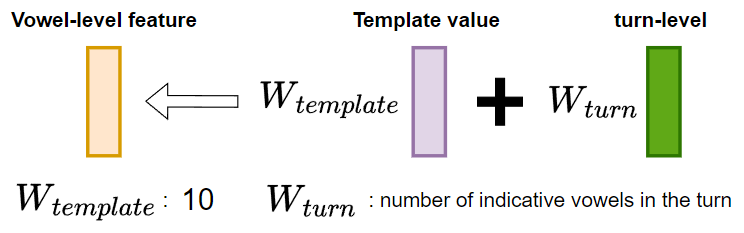 Vowel-level feature Template value turn-level
W_template + W_turn
W_template : 10 W_turn : number of indicative vowels in the turn